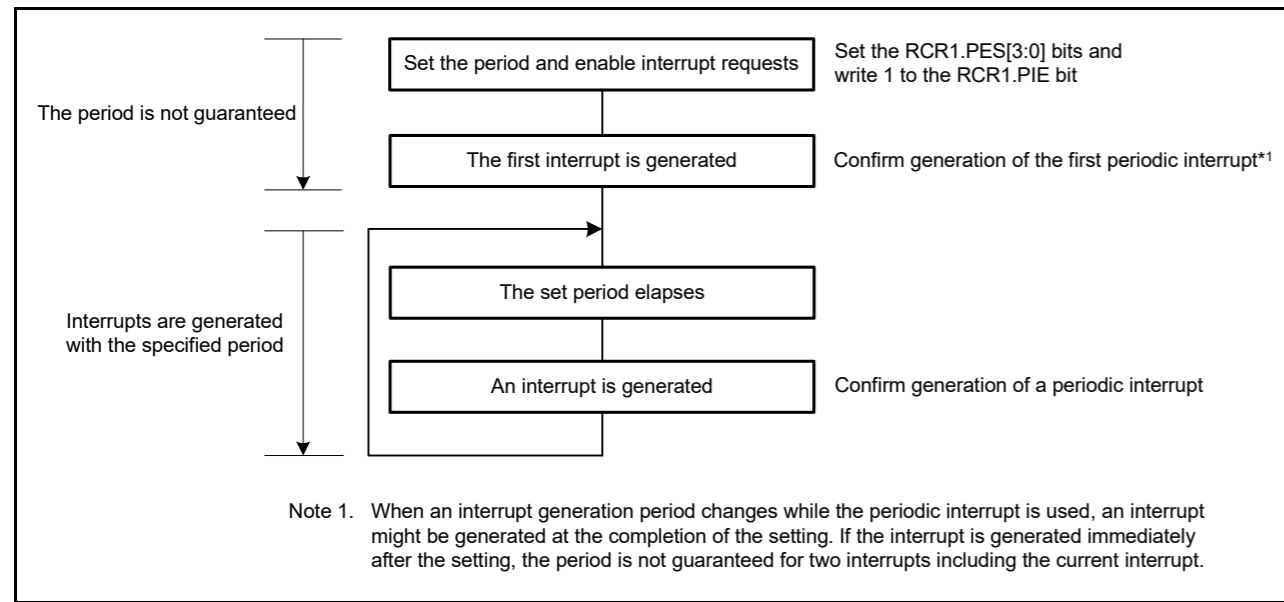 Set the period and enable interrupt requests
Set the RCR1.PES[3:0] bits and
write 1 to the RCR1.PIE bit
The period is not guaranteed
The first interrupt is generated
Confirm generation of the first periodic interrupt*1
The set period elapses
Interrupts are generated
with the specified period
An interrupt is generated
Confirm generation of a periodic interrupt
Note 1. When an interrupt generation period changes while the periodic interrupt is used, an interrupt
might be generated at the completion of the setting. If the interrupt is generated immediately
after the setting, the period is not guaranteed for two interrupts including the current interrupt.